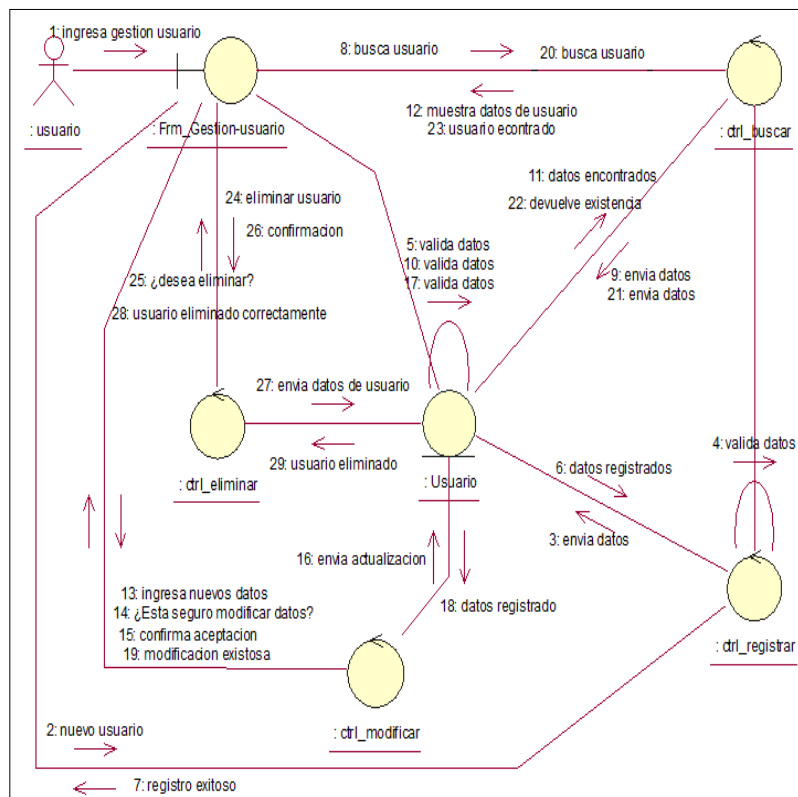 1: ingresa gestion usuario
8: busca usuario
20: busca usuario
: usuario
: Frm_Gestion-usuario
12: muestra datos de usuario
23: usuario econtrado
: ctrl_buscar
11: datos encontrados
22: devuelve existencia
24: eliminar usuario
26: confirmacion
5: valida datos
10: valida datos
17: valida datos
25: ¿desea eliminar?
9: envia datos
21: envia datos
28: usuario eliminado correctamente
27: envia datos de usuario
4: valida datos
29: usuario eliminado
6: datos registrados
: ctrl_eliminar
: Usuario
3: envia datos
16: envia actualizacion
13: ingresa nuevos datos
14: ¿Esta seguro modificar datos?
15: confirma aceptacion
19: modificacion existosa
18: datos registrado
: ctrl_registrar
2: nuevo usuario
: ctrl_modificar
7: registro exitoso